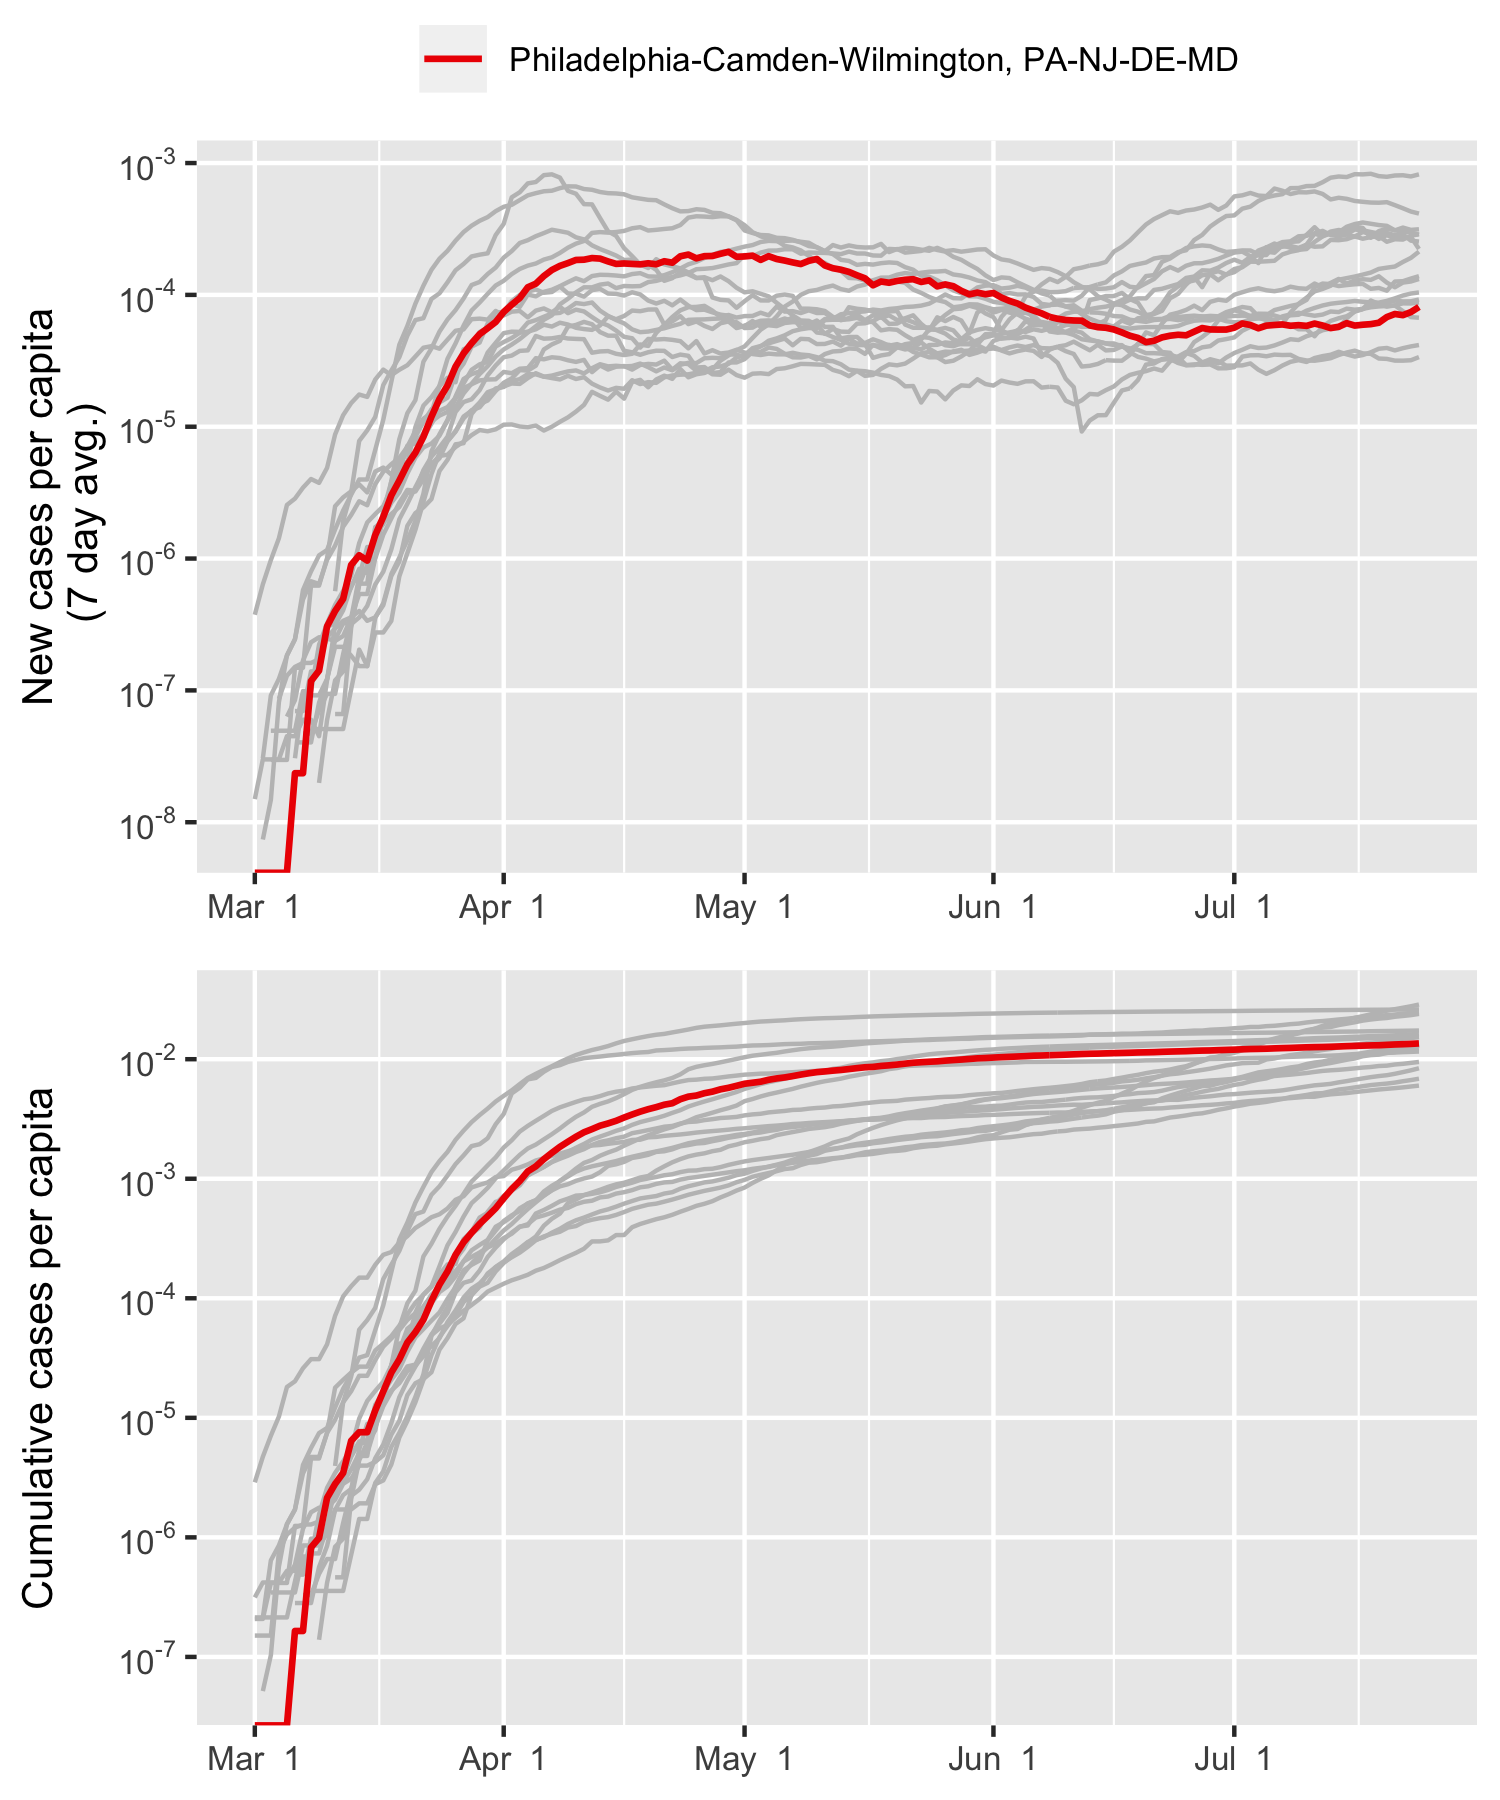 Philadelphia-Camden-Wilmington, PA-NJ-DE-MD
New cases per capita
(7 day avg.)
10⁻³
10⁻⁴
10⁻⁵
10⁻⁶
10⁻⁷
10⁻⁸
Mar 1 Apr 1 May 1 Jun 1 Jul 1
Cumulative cases per capita
10⁻²
10⁻³
10⁻⁴
10⁻⁵
10⁻⁶
10⁻⁷
Mar 1 Apr 1 May 1 Jun 1 Jul 1